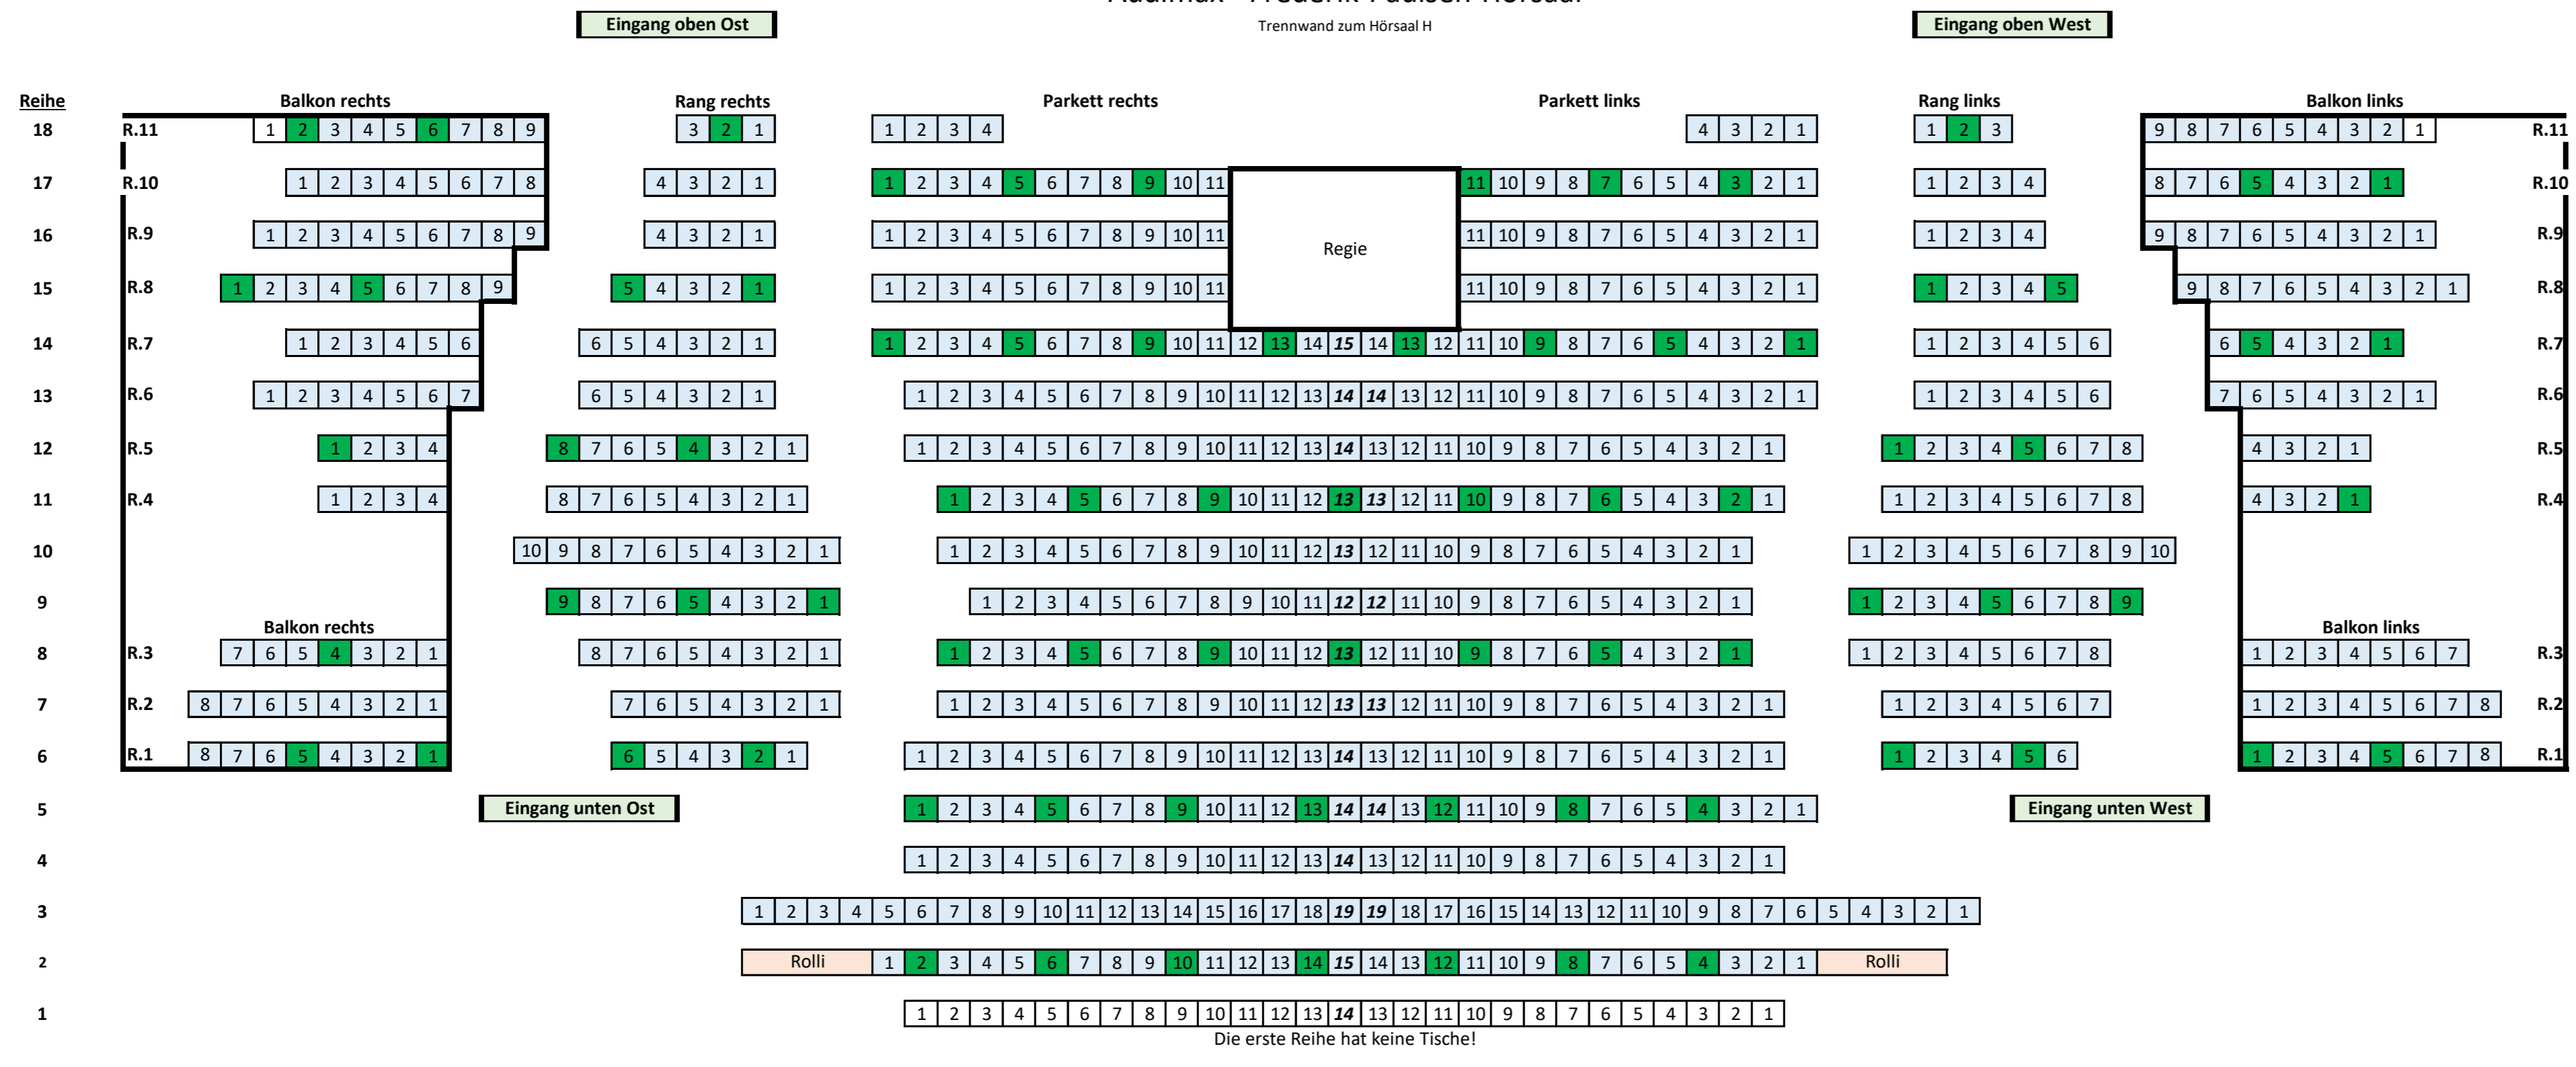 Audimax - Frederik-Paulsen-Hörsaal
Eingang oben Ost Trennwand zum Hörsaal H Eingang oben West
Reihe Balkon rechts Rang rechts Parkett rechts Parkett links Rang links Balkon links
18 R.11 1 2 3 4 5 6 7 8 9 3 2 1 1 2 3 4 4 3 2 1 1 2 3 9 8 7 6 5 4 3 2 1 R.11
17 R.10 1 2 3 4 5 6 7 8 4 3 2 1 1 2 3 4 5 6 7 8 9 10 11 11 10 9 8 7 6 5 4 3 2 1 1 2 3 4 8 7 6 5 4 3 2 1 R.10
16 R.9 1 2 3 4 5 6 7 8 9 4 3 2 1 1 2 3 4 5 6 7 8 9 10 11 Regie 11 10 9 8 7 6 5 4 3 2 1 1 2 3 4 9 8 7 6 5 4 3 2 1 R.9
15 R.8 1 2 3 4 5 6 7 8 9 5 4 3 2 1 1 2 3 4 5 6 7 8 9 10 11 11 10 9 8 7 6 5 4 3 2 1 1 2 3 4 5 9 8 7 6 5 4 3 2 1 R.8
14 R.7 1 2 3 4 5 6 6 5 4 3 2 1 1 2 3 4 5 6 7 8 9 10 11 12 13 14 15 14 13 12 11 10 9 8 7 6 5 4 3 2 1 1 2 3 4 5 6 6 5 4 3 2 1 R.7
13 R.6 1 2 3 4 5 6 7 6 5 4 3 2 1 1 2 3 4 5 6 7 8 9 10 11 12 13 14 14 13 12 11 10 9 8 7 6 5 4 3 2 1 1 2 3 4 5 6 7 6 5 4 3 2 1 R.6
12 R.5 1 2 3 4 8 7 6 5 4 3 2 1 1 2 3 4 5 6 7 8 9 10 11 12 13 14 13 12 11 10 9 8 7 6 5 4 3 2 1 1 2 3 4 5 6 7 8 4 3 2 1 R.5
11 R.4 1 2 3 4 8 7 6 5 4 3 2 1 1 2 3 4 5 6 7 8 9 10 11 12 13 13 12 11 10 9 8 7 6 5 4 3 2 1 1 2 3 4 5 6 7 8 4 3 2 1 R.4
10 10 9 8 7 6 5 4 3 2 1 1 2 3 4 5 6 7 8 9 10 11 12 13 12 11 10 9 8 7 6 5 4 3 2 1 1 2 3 4 5 6 7 8 9 10
9 9 8 7 6 5 4 3 2 1 1 2 3 4 5 6 7 8 9 10 11 12 12 11 10 9 8 7 6 5 4 3 2 1 1 2 3 4 5 6 7 8 9
Balkon rechts Balkon links
8 R.3 7 6 5 4 3 2 1 8 7 6 5 4 3 2 1 1 2 3 4 5 6 7 8 9 10 11 12 13 12 11 10 9 8 7 6 5 4 3 2 1 1 2 3 4 5 6 7 8 1 2 3 4 5 6 7 R.3
7 R.2 8 7 6 5 4 3 2 1 7 6 5 4 3 2 1 1 2 3 4 5 6 7 8 9 10 11 12 13 13 12 11 10 9 8 7 6 5 4 3 2 1 1 2 3 4 5 6 7 1 2 3 4 5 6 7 8 R.2
6 R.1 8 7 6 5 4 3 2 1 6 5 4 3 2 1 1 2 3 4 5 6 7 8 9 10 11 12 13 14 13 12 11 10 9 8 7 6 5 4 3 2 1 1 2 3 4 5 6 1 2 3 4 5 6 7 8 R.1
5 Eingang unten Ost 1 2 3 4 5 6 7 8 9 10 11 12 13 14 14 13 12 11 10 9 8 7 6 5 4 3 2 1 Eingang unten West
4 1 2 3 4 5 6 7 8 9 10 11 12 13 14 13 12 11 10 9 8 7 6 5 4 3 2 1
3 1 2 3 4 5 6 7 8 9 10 11 12 13 14 15 16 17 18 19 19 18 17 16 15 14 13 12 11 10 9 8 7 6 5 4 3 2 1
2 Rolli 1 2 3 4 5 6 7 8 9 10 11 12 13 14 15 14 13 12 11 10 9 8 7 6 5 4 3 2 1 Rolli
1 1 2 3 4 5 6 7 8 9 10 11 12 13 14 13 12 11 10 9 8 7 6 5 4 3 2 1
Die erste Reihe hat keine Tische!